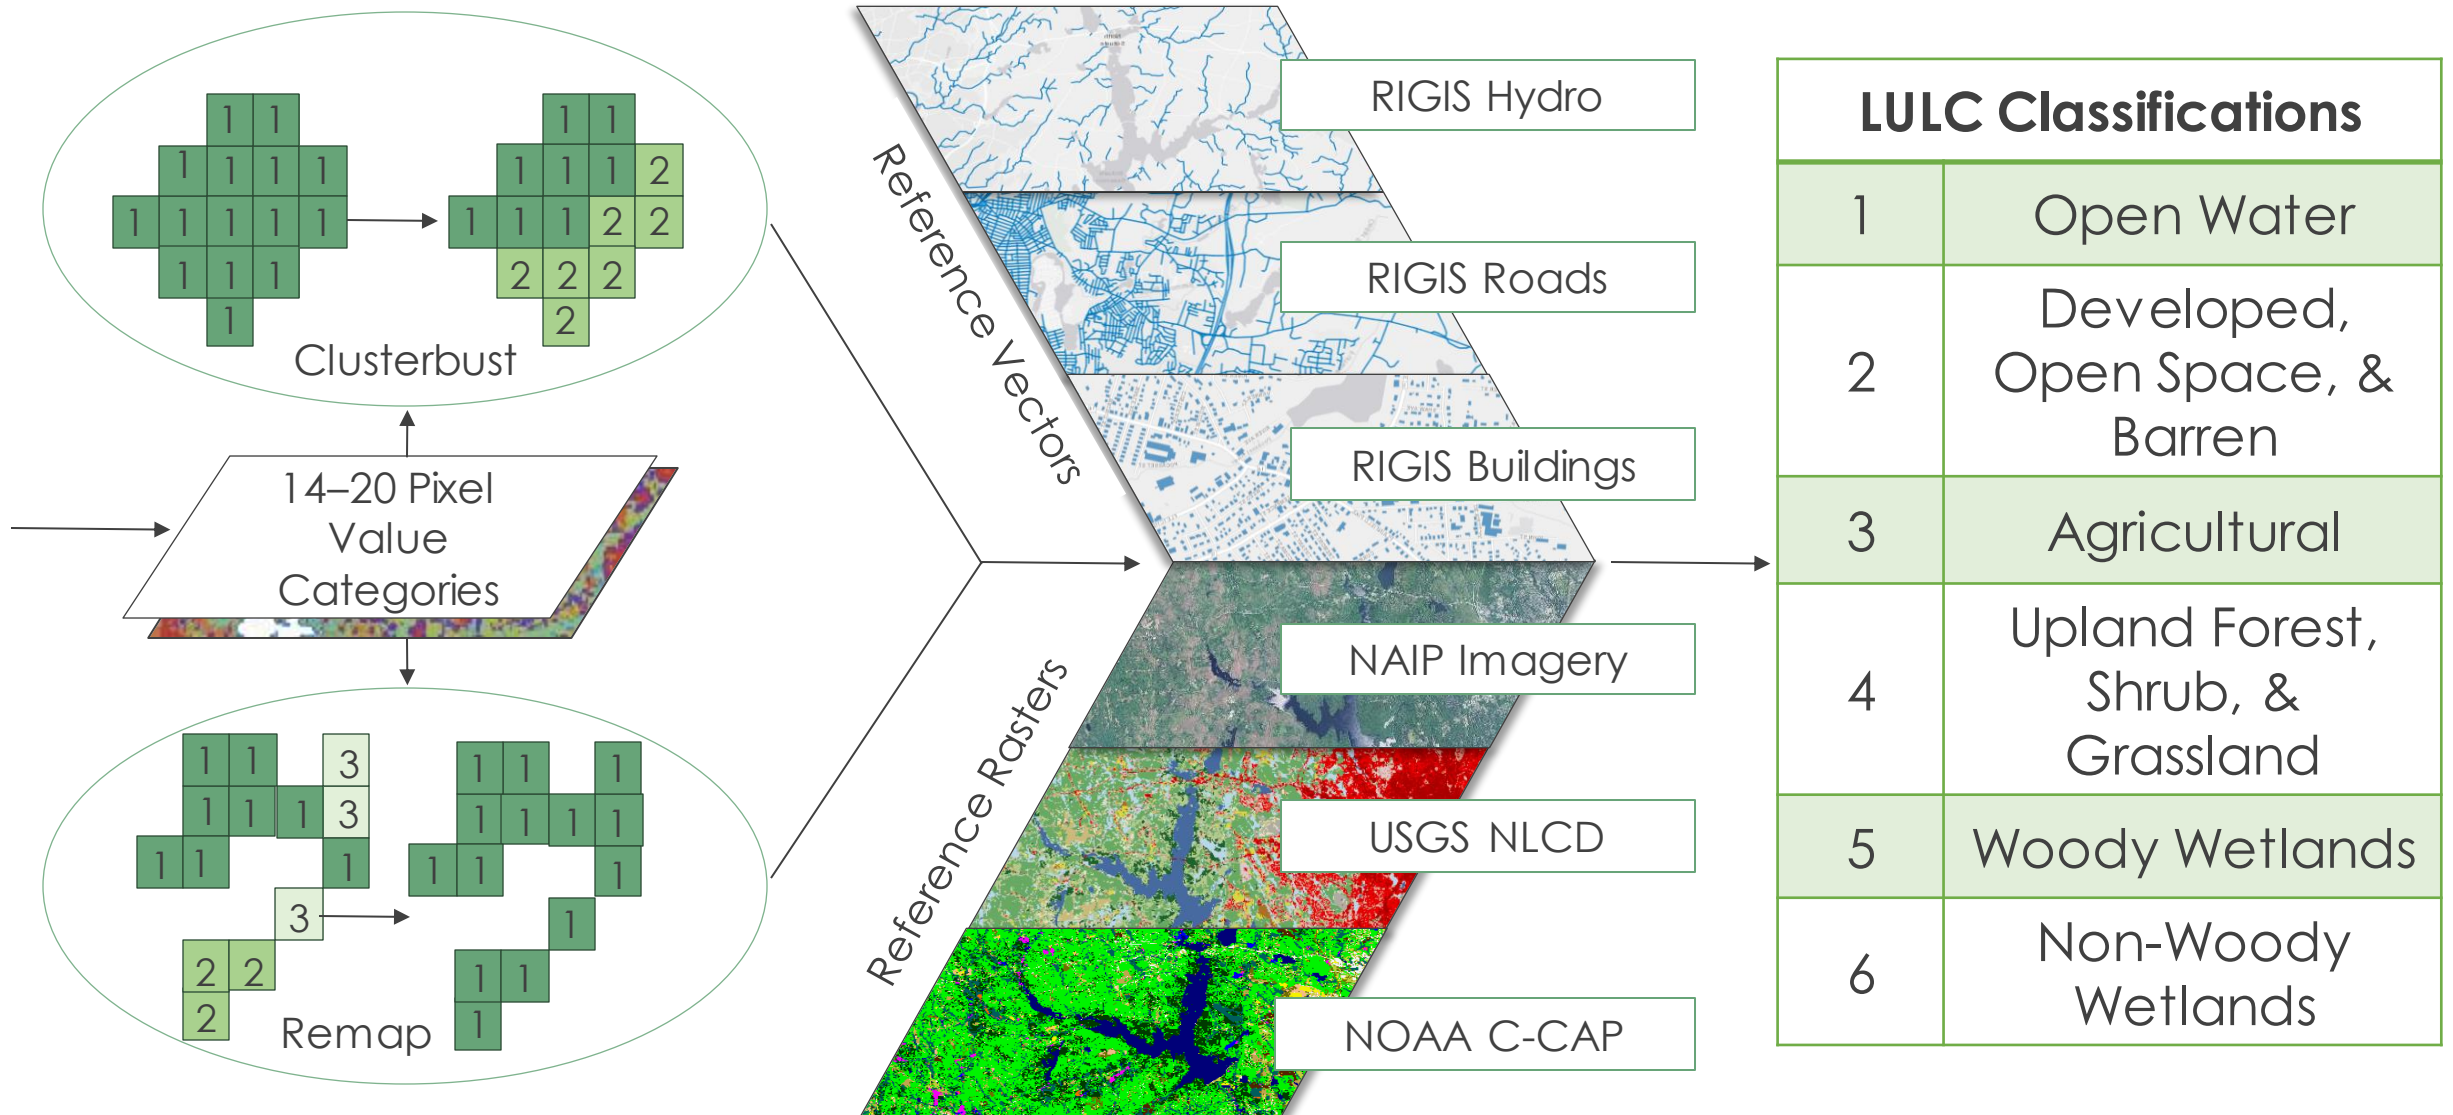 1 1
1 1 1 1
1 1 1 1 1
1 1 1
1
1 1
1 1 1 2
1 1 1 2 2
2 2 2
2
Clusterbust
14–20 Pixel
Value
Categories
1 1 3
1 1 1 3
1 1 1
3
2 2
2
1 1 1
1 1 1 1
1 1 1
1
1 1
1
Remap
Reference Vectors
RIGIS Hydro
RIGIS Roads
RIGIS Buildings
Reference Rasters
NAIP Imagery
USGS NLCD
NOAA C-CAP
LULC Classifications
1 Open Water
2 Developed,
Open Space, &
Barren
3 Agricultural
4 Upland Forest,
Shrub, &
Grassland
5 Woody Wetlands
6 Non-Woody
Wetlands